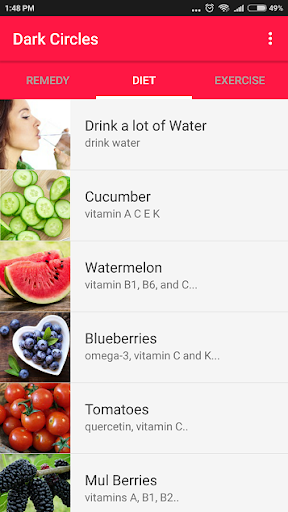 1:48 PM
49%
Dark Circles
REMEDY
DIET
EXERCISE
Drink a lot of Water
drink water
Cucumber
vitamin A C E K
Watermelon
vitamin B1, B6, and C..
Blueberries
omega-3, vitamin C and K...
Tomatoes
quercetin, vitamin C..
Mul Berries
vitamins A, B1, B2..